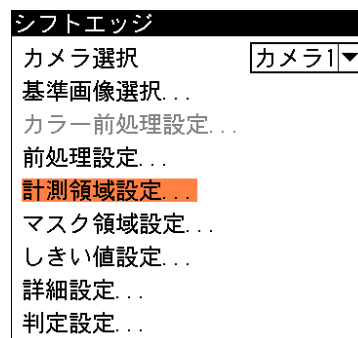 シフトエッジ
カメラ選択 カメラ1
基準画像選択...
カラー前処理設定...
前処理設定...
計測領域設定...
マスク領域設定...
しきい値設定...
詳細設定...
判定設定...